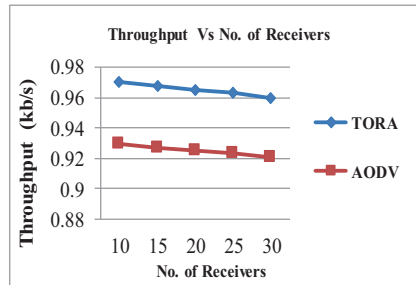 Throughput Vs No. of Receivers
Throughput (kb/s)
0.98
0.96
0.94
0.92
0.9
0.88
10 15 20 25 30
No. of Receivers
TORA
AODV